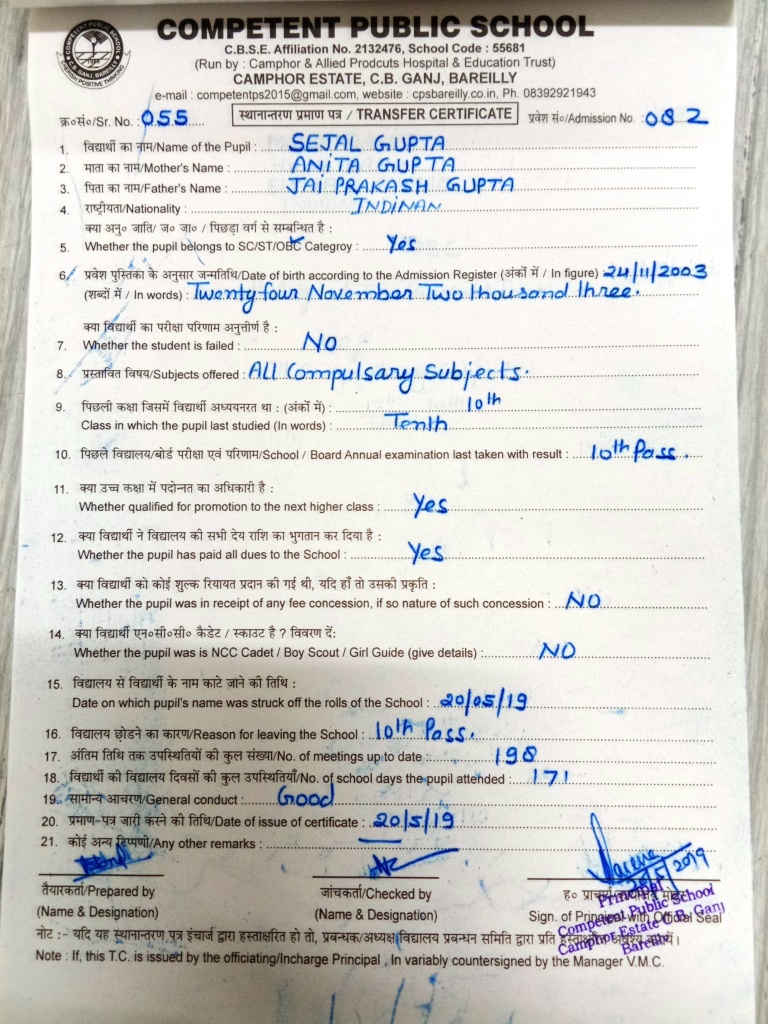 COMPETENT PUBLIC SCHOOL
C.B.S.E. Affiliation No. 2132476, School Code : 55681
(Run by : Camphor & Allied Prodcuts Hospital & Education Trust)
CAMPHOR ESTATE, C.B. GANJ, BAREILLY
e-mail : competentps2015@gmail.com, website : cpsbareilly.co.in, Ph. 08392921943
क्र०सं०/Sr. No. : 055 स्थानान्तरण प्रमाण पत्र / TRANSFER CERTIFICATE प्रवेश सं०/Admission No. : 082
1. विद्यार्थी का नाम/Name of the Pupil : SEJAL GUPTA
2. माता का नाम/Mother's Name : ANITA GUPTA
3. पिता का नाम/Father's Name : JAI PRAKASH GUPTA
4. राष्ट्रीयता/Nationality : INDINAN
क्या अनु० जाति/ ज० जा० / पिछड़ा वर्ग से सम्बन्धित है :
5. Whether the pupil belongs to SC/ST/OBC Categroy : Yes
6. प्रवेश पुस्तिका के अनुसार जन्मतिथि/Date of birth according to the Admission Register (अंकों में / In figure) 24/11/2003
(शब्दों में / In words) : Twenty four November Two thousand three.
क्या विद्यार्थी का परीक्षा परिणाम अनुत्तीर्ण है :
7. Whether the student is failed : NO
8. प्रस्तावित विषय/Subjects offered : All Compulsary Subjects.
9. पिछली कक्षा जिसमें विद्यार्थी अध्ययनरत था : (अंकों में) : 10th
Class in which the pupil last studied (In words) : Tenth
10. पिछले विद्यालय/बोर्ड परीक्षा एवं परिणाम/School / Board Annual examination last taken with result : 10th Pass.
11. क्या उच्च कक्षा में पदोन्नत का अधिकारी है :
Whether qualified for promotion to the next higher class : Yes
12. क्या विद्यार्थी ने विद्यालय की सभी देय राशि का भुगतान कर दिया है :
Whether the pupil has paid all dues to the School : Yes
13. क्या विद्यार्थी को कोई शुल्क रियायत प्रदान की गई थी, यदि हाँ तो उसकी प्रकृति :
Whether the pupil was in receipt of any fee concession, if so nature of such concession : NO
14. क्या विद्यार्थी एन०सी०सी० कैडेट / स्काउट है ? विवरण दें:
Whether the pupil was is NCC Cadet / Boy Scout / Girl Guide (give details) : NO
15. विद्यालय से विद्यार्थी के नाम काटे जाने की तिथि :
Date on which pupil's name was struck off the rolls of the School : 20/05/19
16. विद्यालय छोड़ने का कारण/Reason for leaving the School : 10th Pass.
17. अंतिम तिथि तक उपस्थितियों की कुल संख्या/No. of meetings up to date : 198
18. विद्यार्थी की विद्यालय दिवसों की कुल उपस्थितियाँ/No. of school days the pupil attended : 171
19. सामान्य आचरण/General conduct : Good
20. प्रमाण-पत्र जारी करने की तिथि/Date of issue of certificate : 20/5/19
21. कोई अन्य टिप्पणी/Any other remarks : —
20/5/2019
तैयारकर्ता/Prepared by जांचकर्ता/Checked by ह०
(Name & Designation) (Name & Designation) Sign. of Principal with Official Seal
Principal
Competent Public School
Camphor Estate C.B. Ganj
Bareilly
नोट :- यदि यह स्थानान्तरण पत्र इंचार्ज द्वारा हस्ताक्षरित हो तो, प्रबन्धक/अध्यक्ष विद्यालय प्रबन्धन समिति द्वारा प्रति
Note : If, this T.C. is issued by the officiating/Incharge Principal , In variably countersigned by the Manager V.M.C.